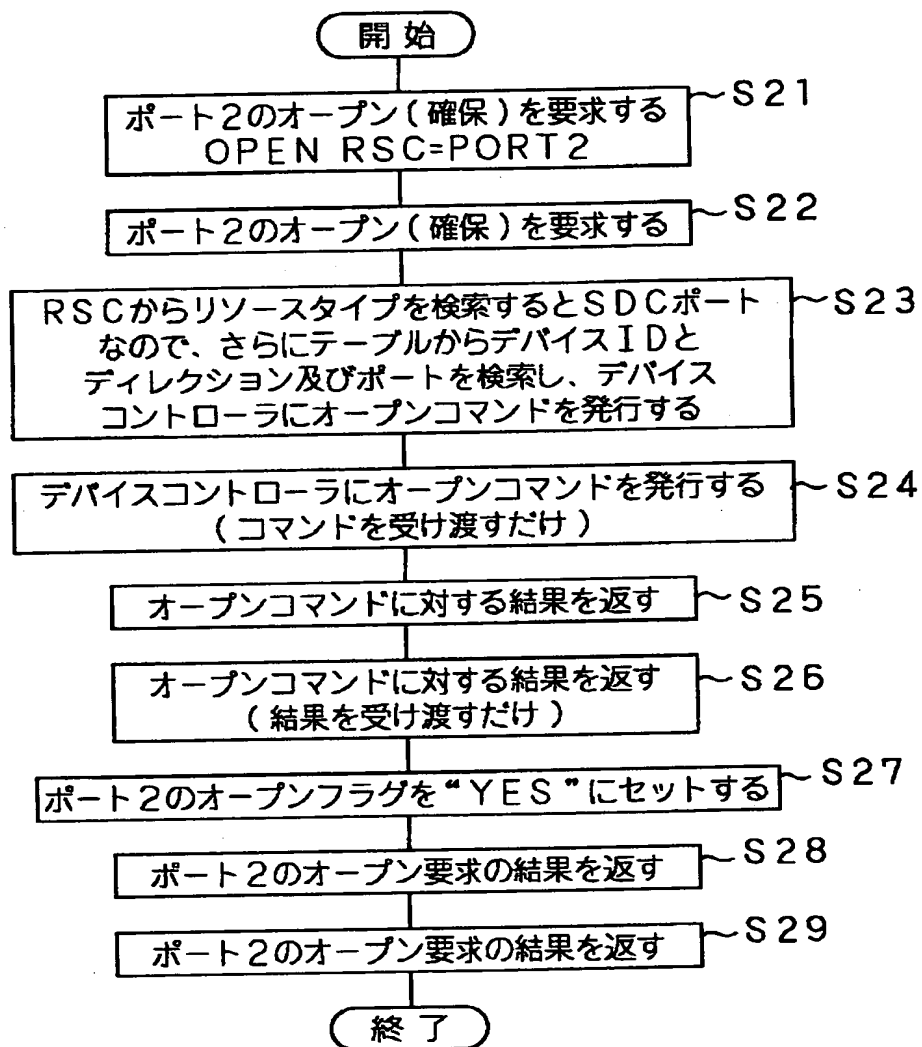 開始
ポート2のオープン(確保)を要求する
OPEN RSC=PORT2
S21
ポート2のオープン(確保)を要求する
S22
RSCからリソースタイプを検索するとSDCポート
なので、さらにテーブルからデバイスIDと
ディレクション及びポートを検索し、デバイス
コントローラにオープンコマンドを発行する
S23
デバイスコントローラにオープンコマンドを発行する
(コマンドを受け渡すだけ)
S24
オープンコマンドに対する結果を返す
S25
オープンコマンドに対する結果を返す
(結果を受け渡すだけ)
S26
ポート2のオープンフラグを“YES”にセットする
S27
ポート2のオープン要求の結果を返す
S28
ポート2のオープン要求の結果を返す
S29
終了